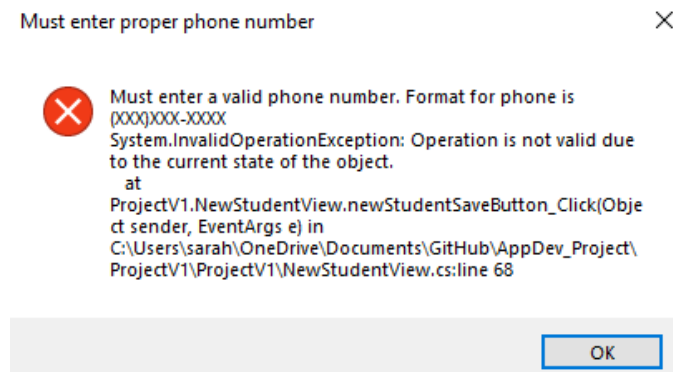 Must enter proper phone number
Must enter a valid phone number. Format for phone is
(XXX)XXX-XXXX
System.InvalidOperationException: Operation is not valid due
to the current state of the object.
at
ProjectV1.NewStudentView.newStudentSaveButton_Click(Obje
ct sender, EventArgs e) in
C:\Users\sarah\OneDrive\Documents\GitHub\AppDev_Project\
ProjectV1\ProjectV1\NewStudentView.cs:line 68
OK